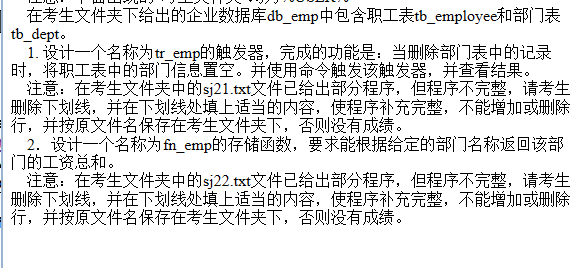 在考生文件夹下给出的企业数据库db_emp中包含职工表tb_employee和部门表
tb_dept。
1. 设计一个名称为tr_emp的触发器，完成的功能是：当删除部门表中的记录
时，将职工表中的部门信息置空。并使用命令触发该触发器，并查看结果。
注意：在考生文件夹中的sj21.txt文件已给出部分程序，但程序不完整，请考生
删除下划线，并在下划线处填上适当的内容，使程序补充完整，不能增加或删除
行，并按原文件名保存在考生文件夹下，否则没有成绩。
2．设计一个名称为fn_emp的存储函数，要求能根据给定的部门名称返回该部
门的工资总和。
注意：在考生文件夹中的sj22.txt文件已给出部分程序，但程序不完整，请考生
删除下划线，并在下划线处填上适当的内容，使程序补充完整，不能增加或删除
行，并按原文件名保存在考生文件夹下，否则没有成绩。